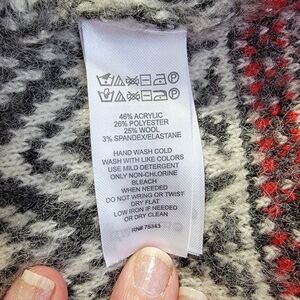 46% ACRYLIC
26% POLYESTER
25% WOOL
3% SPANDEX/ELASTANE
HAND WASH COLD
WASH WITH LIKE COLORS
USE MILD DETERGENT
ONLY NON-CHLORINE
BLEACH
WHEN NEEDED
DO NOT WRING OR TWIST
DRY FLAT
LOW IRON IF NEEDED
OR DRY CLEAN
RN# 75343